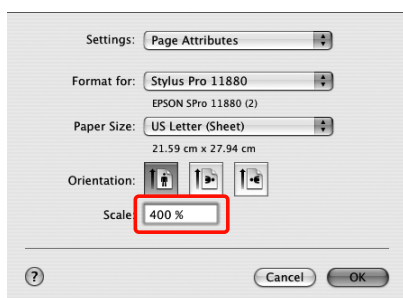 Settings: Page Attributes
Format for: Stylus Pro 11880
EPSON SPro 11880 (2)
Paper Size: US Letter (Sheet)
21.59 cm x 27.94 cm
Orientation:
Scale: 400 %
? Cancel OK